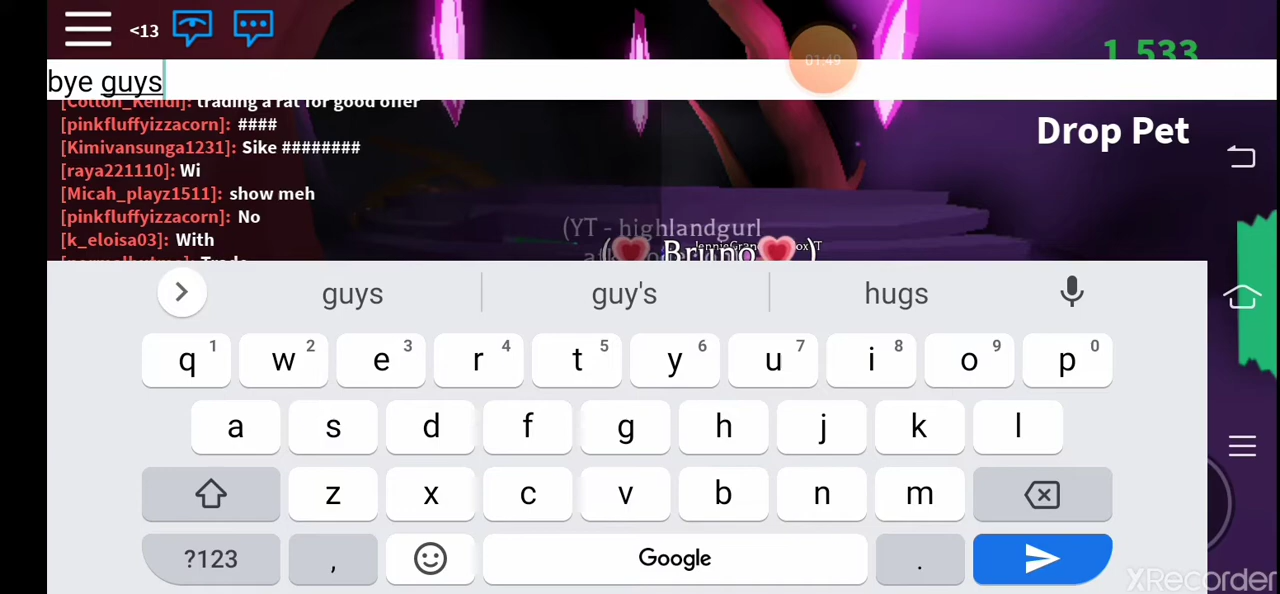 <13
01:49
1,533
bye guys
[Cotton_Kendi]: trading a rat for good offer
[pinkfluffyizzacorn]: ####
[Kimivansunga1231]: Sike ########
[raya221110]: Wi
[Micah_playz1511]: show meh
[pinkfluffyizzacorn]: No
[k_eloisa03]: With
Drop Pet
(YT - highlandgurl
( Bruno )
guys guy's hugs
q 1 w 2 e 3 r 4 t 5 y 6 u 7 i 8 o 9 p 0
a s d f g h j k l
z x c v b n m
?123 , Google .
XRecorder